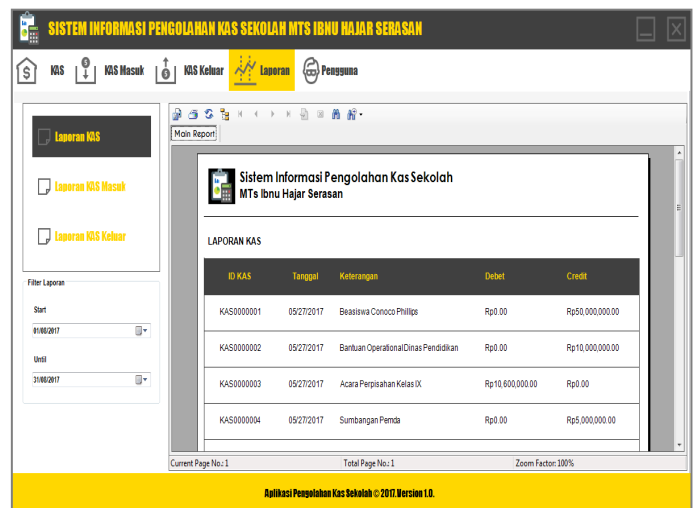 SISTEM INFORMASI PENGOLAHAN KAS SEKOLAH MTS IBNU HAJAR SERASAN
KAS KAS Masuk KAS Keluar Laporan Pengguna
Laporan KAS
Laporan KAS Masuk
Laporan KAS Keluar
Filter Laporan
Start
01/08/2017
Until
31/08/2017
Main Report
Sistem Informasi Pengolahan Kas Sekolah
MTs Ibnu Hajar Serasan
LAPORAN KAS
ID KAS Tanggal Keterangan Debet Credit
KAS0000001 05/27/2017 Beasiswa Conoco Phillips Rp0.00 Rp50,000,000.00
KAS0000002 05/27/2017 Bantuan Operational Dinas Pendidikan Rp0.00 Rp10,000,000.00
KAS0000003 05/27/2017 Acara Perpisahan Kelas IX Rp10,600,000.00 Rp0.00
KAS0000004 05/27/2017 Sumbangan Pemda Rp0.00 Rp5,000,000.00
Current Page No.: 1 Total Page No.: 1 Zoom Factor: 100%
Aplikasi Pengolahan Kas Sekolah © 2017. Version 1.0.